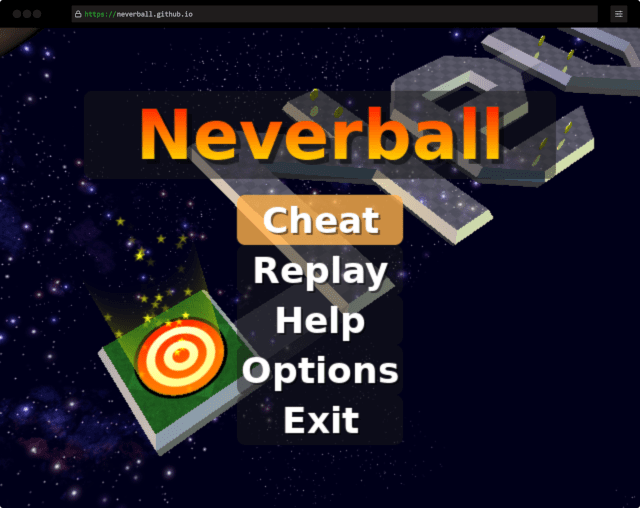 https://neverball.github.io
Neverball
Cheat
Replay
Help
Options
Exit